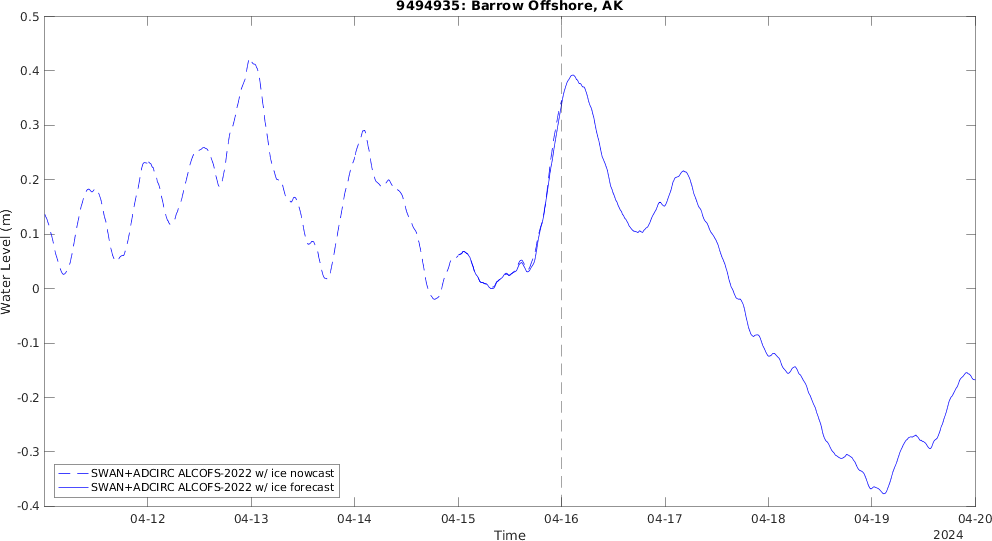 9494935: Barrow Offshore, AK
Water Level (m)
0.5
0.4
0.3
0.2
0.1
0
-0.1
-0.2
-0.3
-0.4
SWAN+ADCIRC ALCOFS-2022 w/ ice nowcast
SWAN+ADCIRC ALCOFS-2022 w/ ice forecast
04-12 04-13 04-14 04-15 04-16 04-17 04-18 04-19 04-20
Time
2024